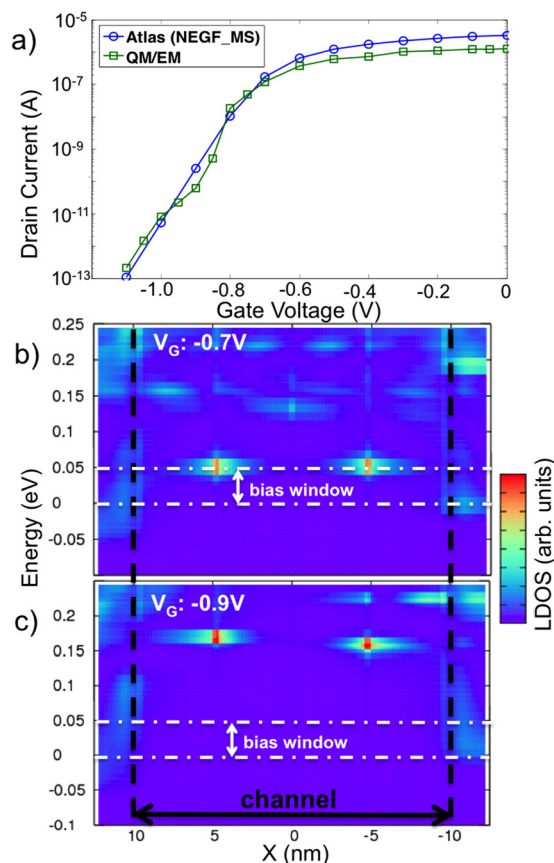 a)
Atlas (NEGF_MS)
QM/EM
Drain Current (A)
10-5
10-7
10-9
10-11
10-13
-1.0 -0.8 -0.6 -0.4 -0.2 0
Gate Voltage (V)
b)
VG: -0.7V
0.25
0.2
0.15
0.1
0.05
0
-0.05
bias window
Energy (eV)
LDOS (arb. units)
c)
VG: -0.9V
0.2
0.15
0.1
0.05
0
-0.05
-0.1
bias window
channel
10 5 0 -5 -10
X (nm)